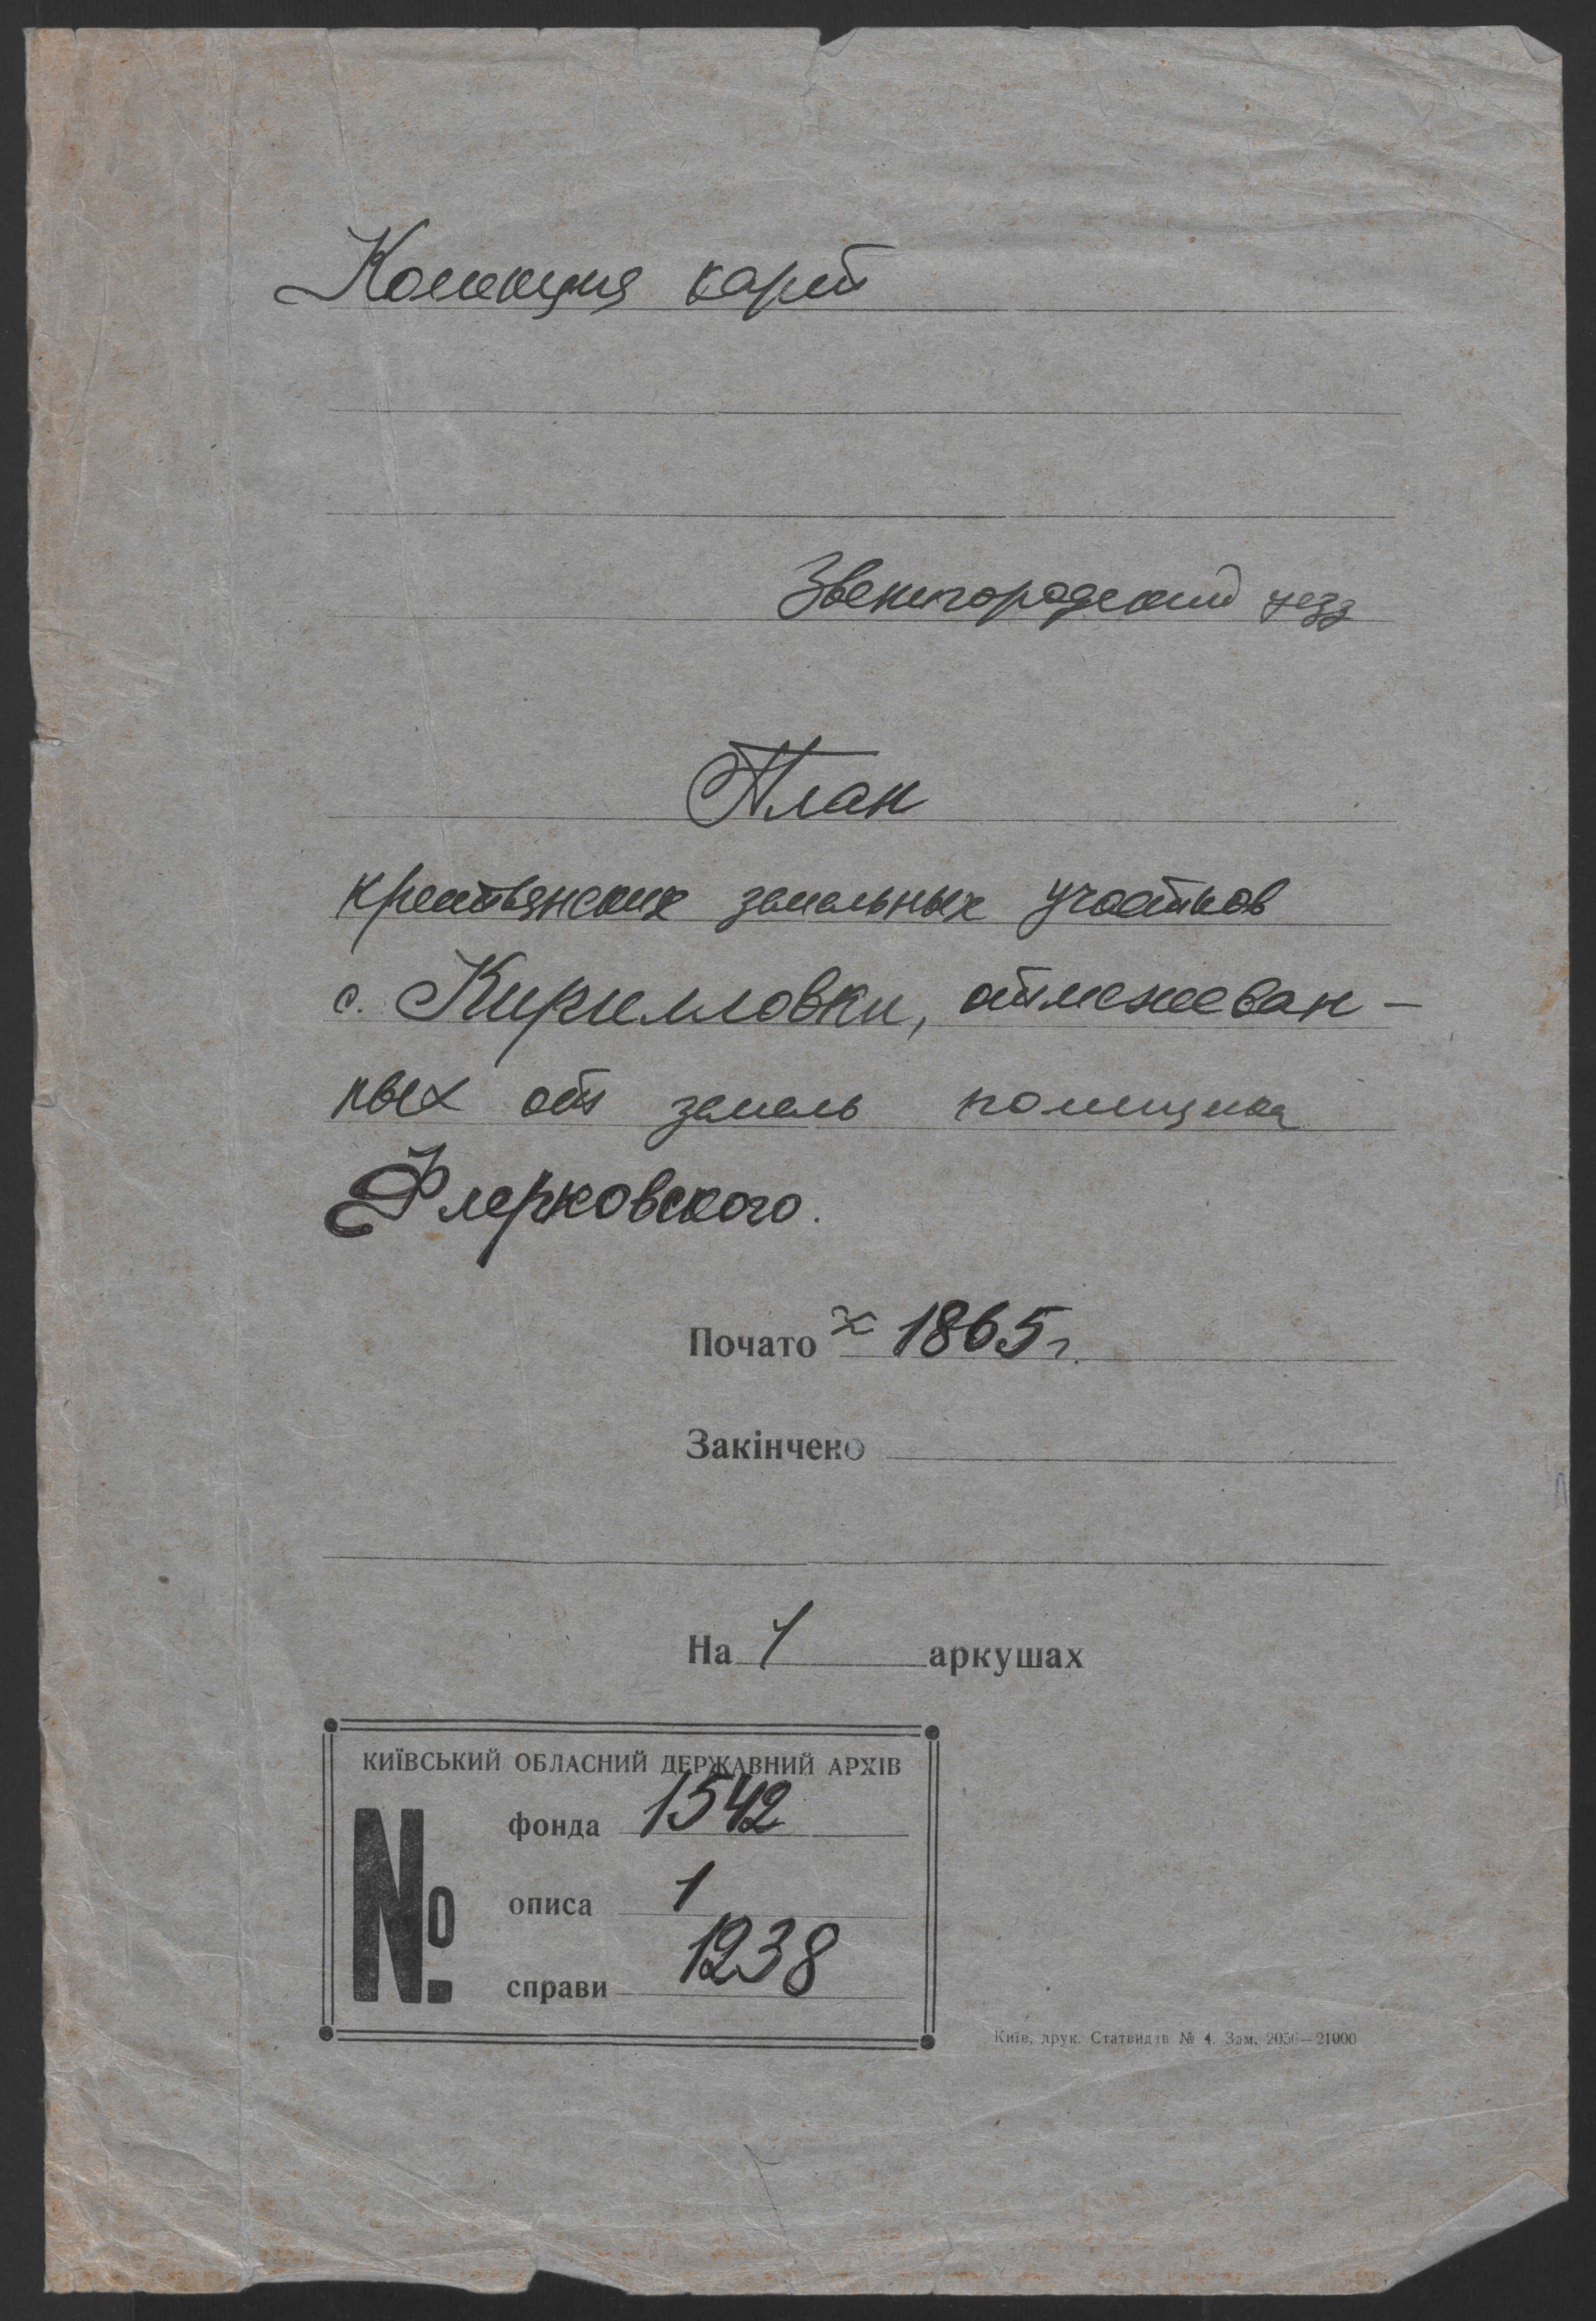 Колекция карт
Звенигородский уезд
План
крестьянских земельных участков
с. Кирилловки, отмежеван-
ных от земель помещика
Флерковского.
Почато 1865 г.
Закінчено
На 1 аркушах
КИЇВСЬКИЙ ОБЛАСНИЙ ДЕРЖАВНИЙ АРХІВ
№
фонда 1542
описа 1
справи 1238
Київ, друк. Статвидав № 4. Зам. 2056—21000